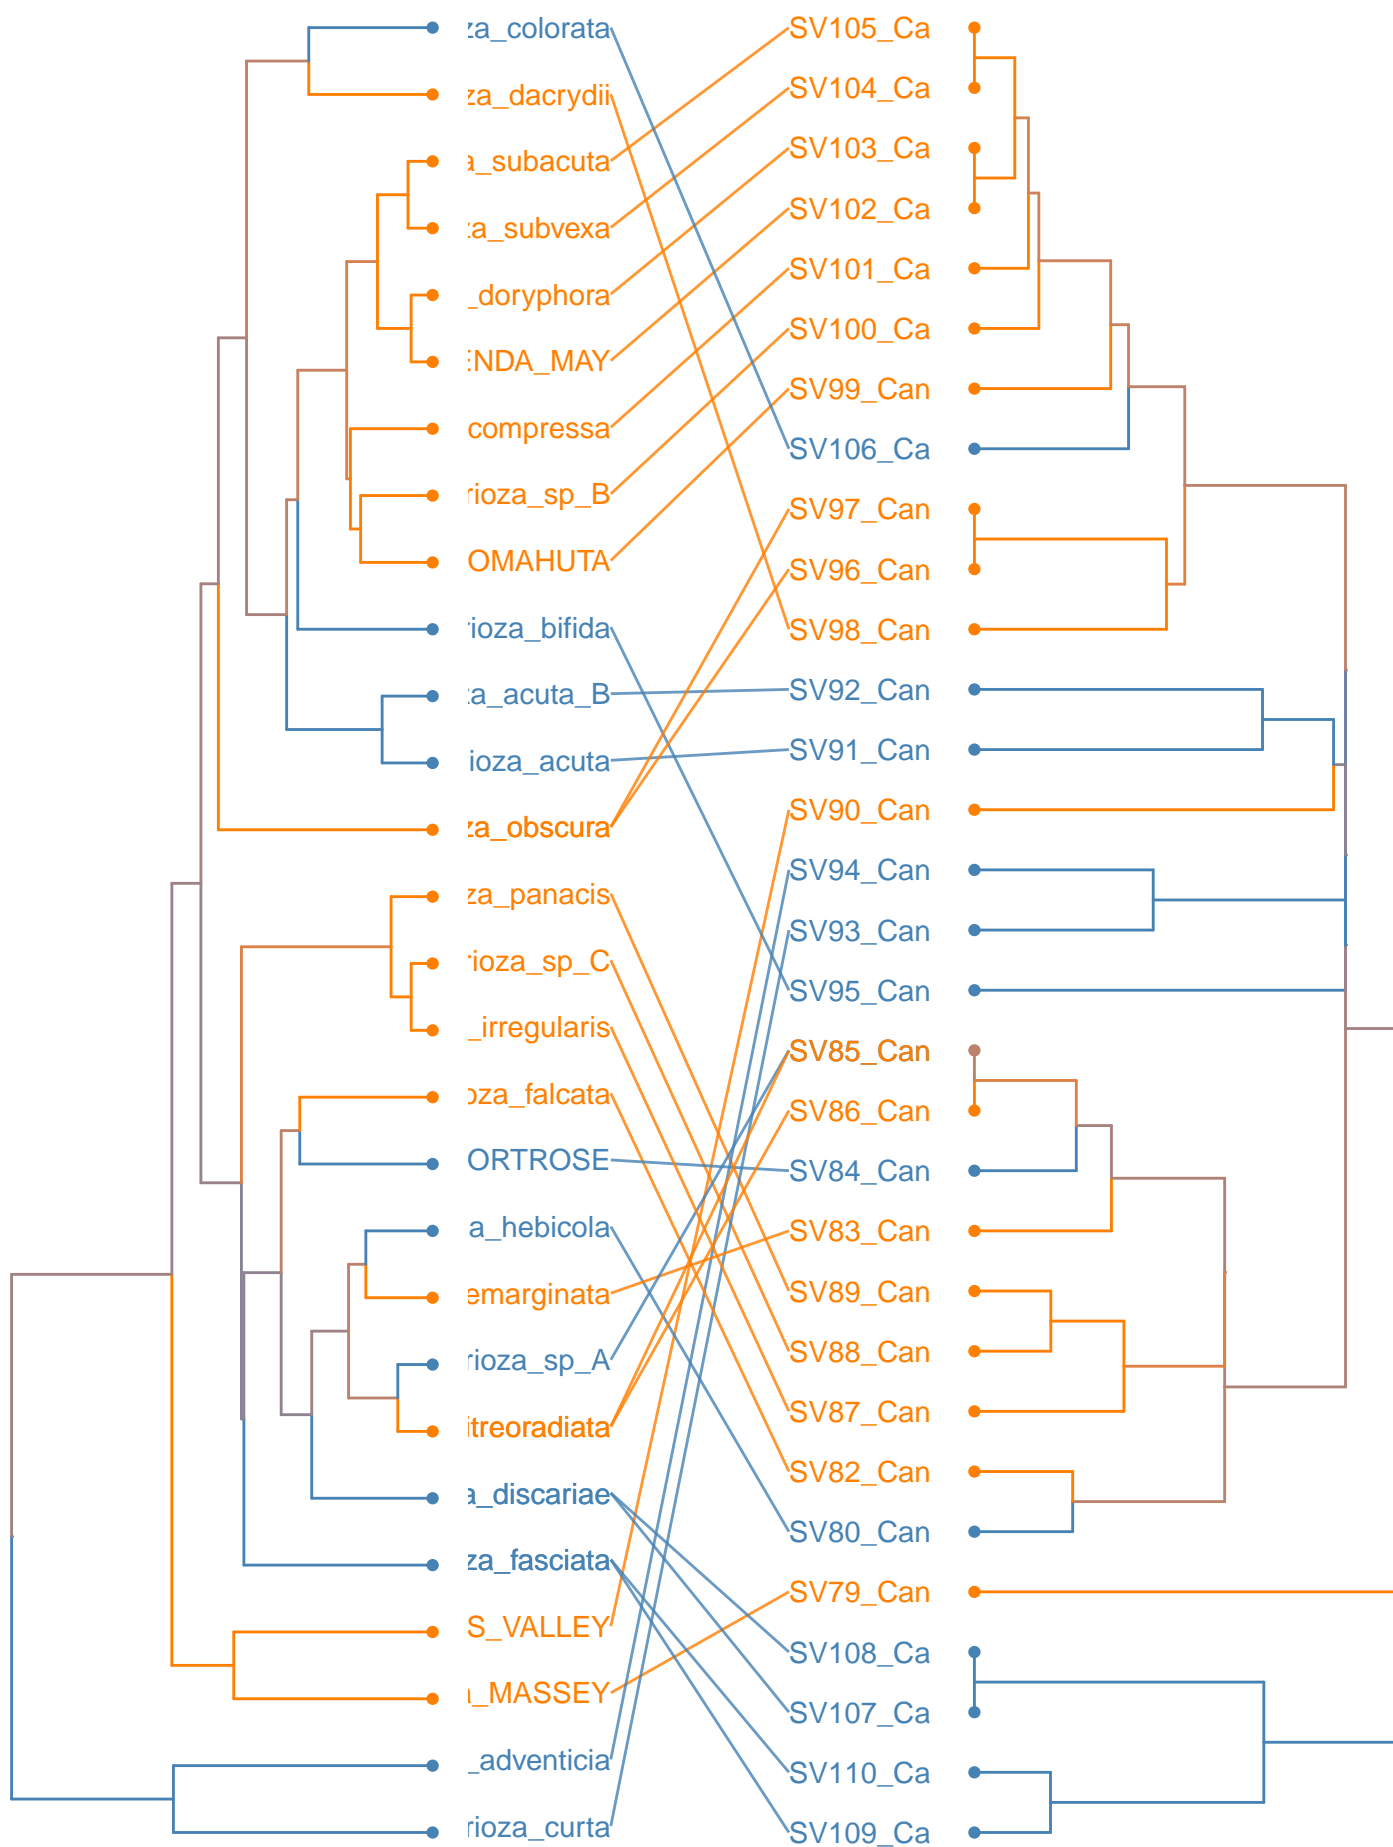 za_colorata
za_dacrydii
a_subacuta
za_subvexa
_doryphora
ENDA_MAY
compressa
rioza_sp_B
OMAHUTA
rioza_bifida
za_acuta_B
ioza_acuta
za_obscura
za_panacis
rioza_sp_C
_irregularis
oza_falcata
ORTROSE
a_hebicola
emarginata
rioza_sp_A
itreoradiata
a_discariae
za_fasciata
S_VALLEY
a_MASSEY
_adventicia
rioza_curta
SV105_Ca
SV104_Ca
SV103_Ca
SV102_Ca
SV101_Ca
SV100_Ca
SV99_Can
SV106_Ca
SV97_Can
SV96_Can
SV98_Can
SV92_Can
SV91_Can
SV90_Can
SV94_Can
SV93_Can
SV95_Can
SV85_Can
SV86_Can
SV84_Can
SV83_Can
SV89_Can
SV88_Can
SV87_Can
SV82_Can
SV80_Can
SV79_Can
SV108_Ca
SV107_Ca
SV110_Ca
SV109_Ca